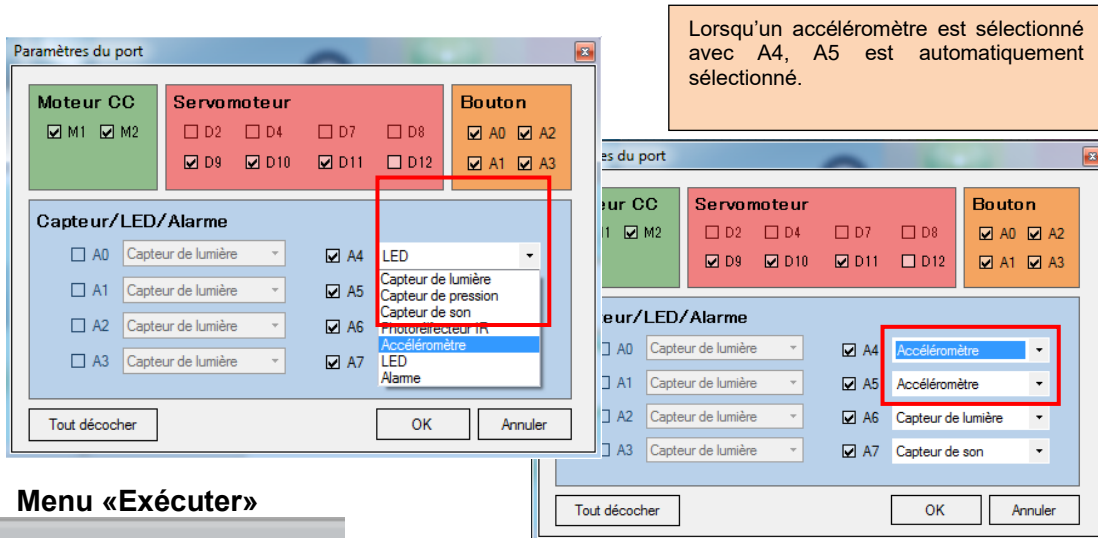 Lorsqu'un accéléromètre est sélectionné
avec A4, A5 est automatiquement
sélectionné.
Paramètres du port
Moteur CC
M1 M2
Servomoteur
D2 D4 D7 D8
D9 D10 D11 D12
Bouton
A0 A2
A1 A3
Capteur/LED/Alarme
A0 Capteur de lumière A4 LED
A1 Capteur de lumière A5
A2 Capteur de lumière A6
A3 Capteur de lumière A7
Capteur de lumière
Capteur de pression
Capteur de son
Photoréflecteur IR
Accéléromètre
LED
Alarme
Tout décocher OK Annuler
es du port
eur CC
1 M2
Servomoteur
D2 D4 D7 D8
D9 D10 D11 D12
Bouton
A0 A2
A1 A3
eur/LED/Alarme
A0 Capteur de lumière A4 Accéléromètre
A1 Capteur de lumière A5 Accéléromètre
A2 Capteur de lumière A6 Capteur de lumière
A3 Capteur de lumière A7 Capteur de son
Tout décocher OK Annuler
Menu «Exécuter»